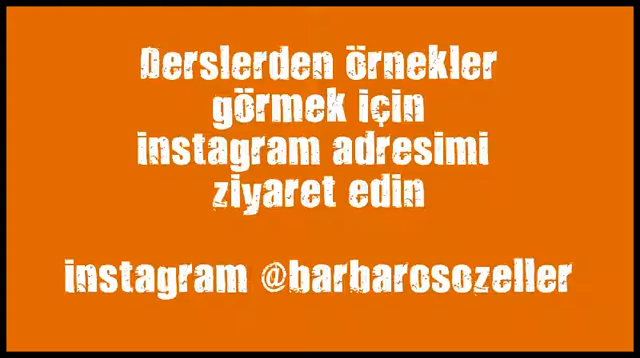 Derslerden örnekler
görmek için
instagram adresimi
ziyaret edin
instagram @barbarosozeller